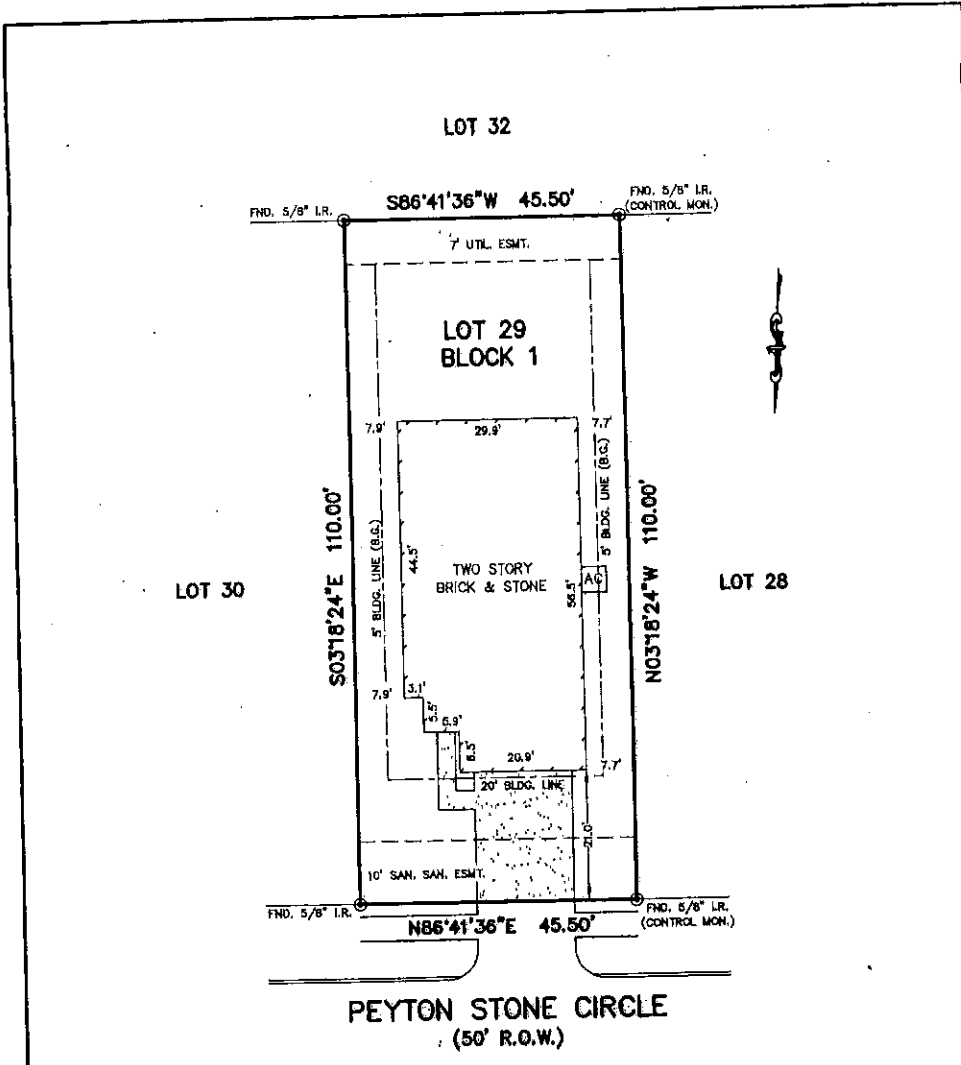 LOT 32
S86°41'36"W 45.50'
FND. 5/8" I.R.
FND. 5/8" I.R.
(CONTROL MON.)
7' UTIL. ESMT.
LOT 29
BLOCK 1
7.9'
29.9'
7.7'
5' BLDG. LINE (B.G.)
S03°18'24"E 110.00'
5' BLDG. LINE (B.G.)
44.5'
TWO STORY
BRICK & STONE
56.5'
AC
N03°18'24"W 110.00'
LOT 30
LOT 28
7.9'
3.1'
5.5'
6.9'
6.5'
20.9'
7.7'
20' BLDG. LINE
21.0'
10' SAN. SAN. ESMT.
FND. 5/8" I.R.
N86°41'36"E 45.50'
FND. 5/8" I.R.
(CONTROL MON.)
PEYTON STONE CIRCLE
(50' R.O.W.)